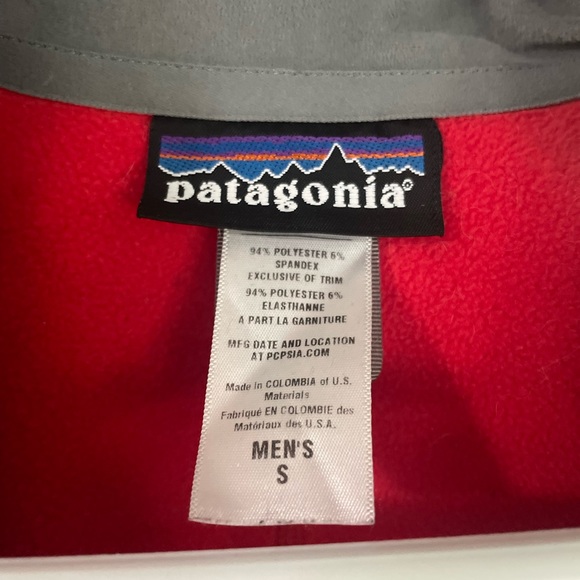 patagonia®
94% POLYESTER 6%
SPANDEX
EXCLUSIVE OF TRIM
94% POLYESTER 6%
ELASTHANNE
A PART LA GARNITURE
MFG DATE AND LOCATION
AT PCPSIA.COM
Made in COLOMBIA of U.S.
Materials
Fabriqué EN COLOMBIE des
Matériaux des U.S.A.
MEN'S
S